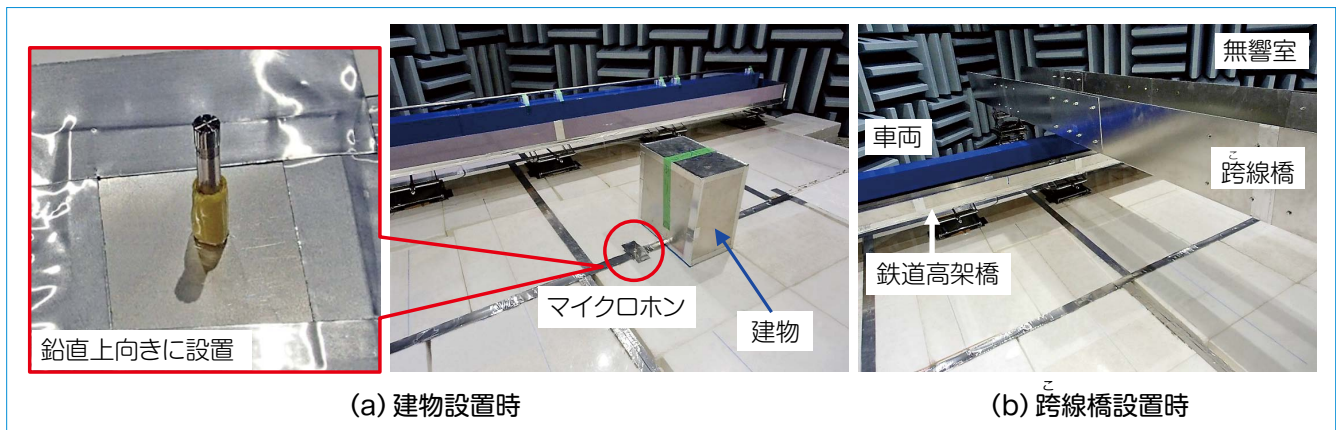 鉛直上向きに設置
マイクロホン
建物
(a) 建物設置時
無響室
車両
こ
跨線橋
鉄道高架橋
こ
(b) 跨線橋設置時